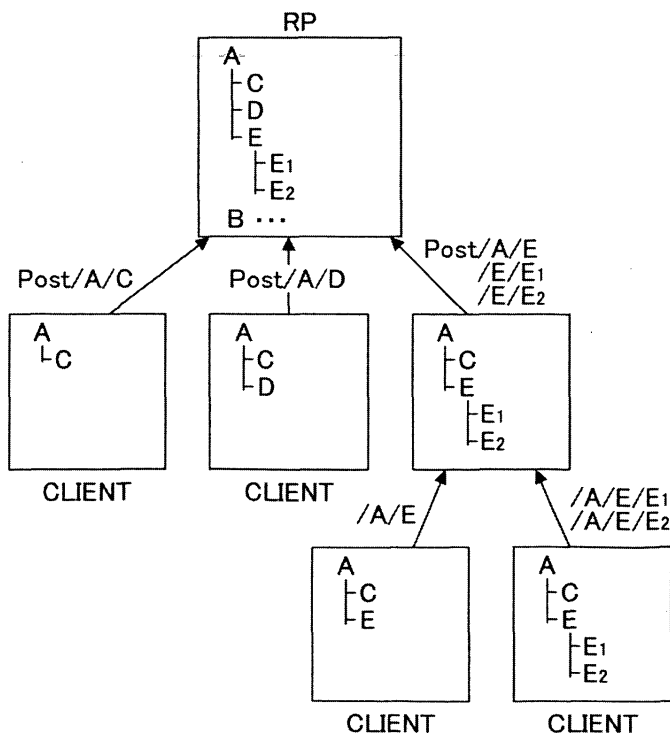 RP
A
C
D
E
E1
E2
B ···
Post/A/C
Post/A/D
Post/A/E
/E/E1
/E/E2
A
C
A
C
D
A
C
E
E1
E2
CLIENT
CLIENT
/A/E
/A/E/E1
/A/E/E2
A
C
E
A
C
E
E1
E2
CLIENT
CLIENT